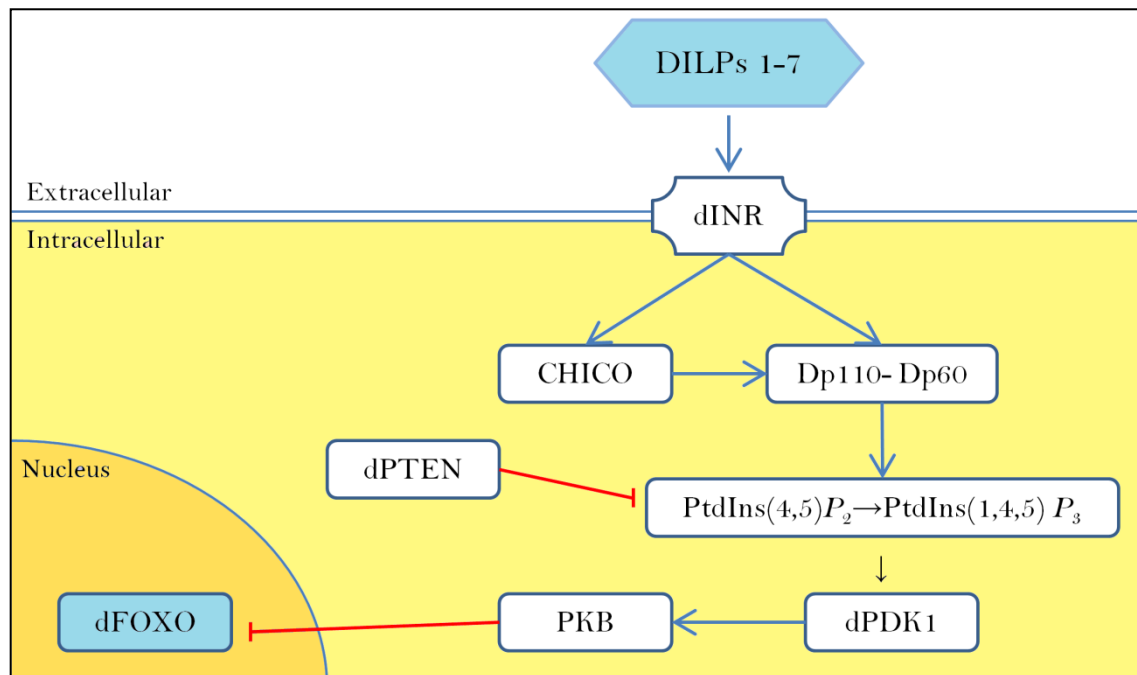 DILPs 1-7
Extracellular
dINR
Intracellular
CHICO
Dp110- Dp60
Nucleus
dPTEN
PtdIns(4,5)P₂→PtdIns(1,4,5) P₃
↓
dFOXO
PKB
dPDK1